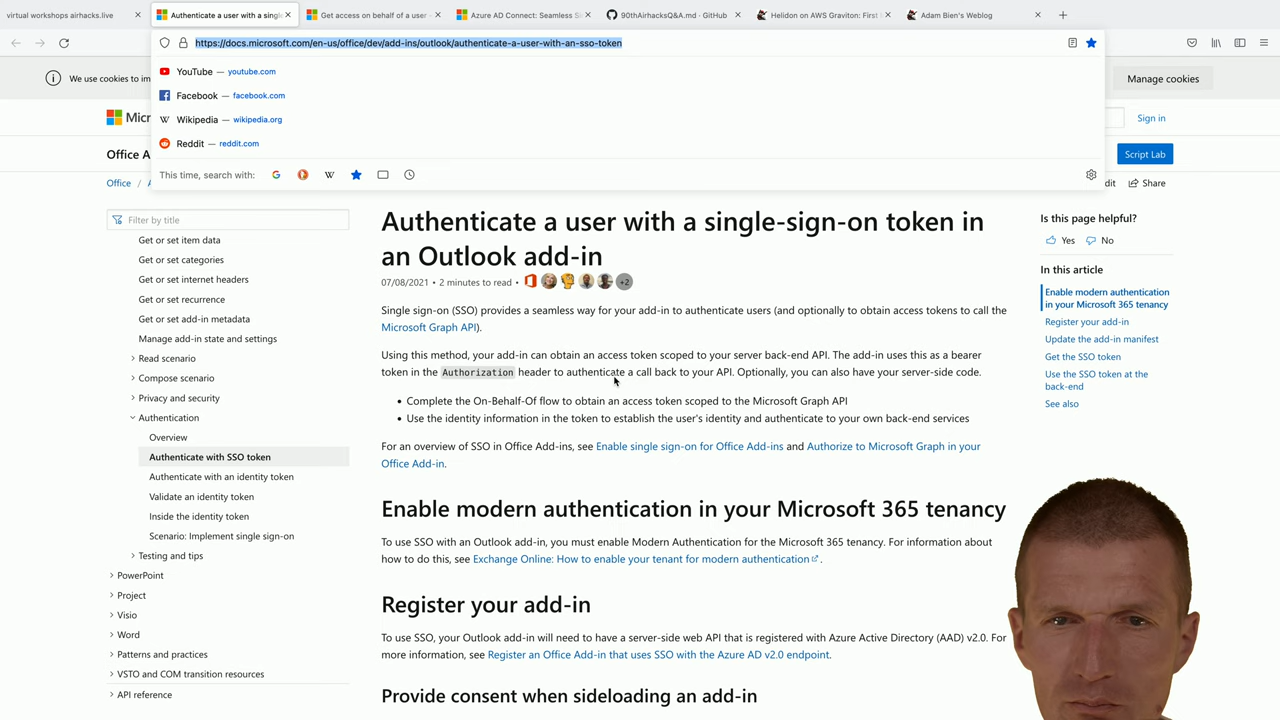 virtual workshops airhacks.live
Authenticate a user with a singl
Get access on behalf of a user
Azure AD Connect: Seamless S
90thAirhacksQ&A.md · GitHub
Helidon on AWS Graviton: First
Adam Bien's Weblog
https://docs.microsoft.com/en-us/office/dev/add-ins/outlook/authenticate-a-user-with-an-sso-token
We use cookies to im
YouTube — youtube.com
Manage cookies
Facebook — facebook.com
Wikipedia — wikipedia.org
Micr
Sign in
Reddit — reddit.com
Office A
Script Lab
This time, search with:
Office / A
dit
Share
Filter by title
Get or set item data
Get or set categories
Get or set internet headers
Get or set recurrence
Get or set add-in metadata
Manage add-in state and settings
Read scenario
Compose scenario
Privacy and security
Authentication
Overview
Authenticate with SSO token
Authenticate with an identity token
Validate an identity token
Inside the identity token
Scenario: Implement single sign-on
Testing and tips
PowerPoint
Project
Visio
Word
Patterns and practices
VSTO and COM transition resources
API reference
Authenticate a user with a single-sign-on token in
an Outlook add-in
07/08/2021 • 2 minutes to read • +2
Single sign-on (SSO) provides a seamless way for your add-in to authenticate users (and optionally to obtain access tokens to call the
Microsoft Graph API).
Using this method, your add-in can obtain an access token scoped to your server back-end API. The add-in uses this as a bearer
token in the Authorization header to authenticate a call back to your API. Optionally, you can also have your server-side code.
• Complete the On-Behalf-Of flow to obtain an access token scoped to the Microsoft Graph API
• Use the identity information in the token to establish the user's identity and authenticate to your own back-end services
For an overview of SSO in Office Add-ins, see Enable single sign-on for Office Add-ins and Authorize to Microsoft Graph in your
Office Add-in.
Enable modern authentication in your Microsoft 365 tenancy
To use SSO with an Outlook add-in, you must enable Modern Authentication for the Microsoft 365 tenancy. For information about
how to do this, see Exchange Online: How to enable your tenant for modern authentication .
Register your add-in
To use SSO, your Outlook add-in will need to have a server-side web API that is registered with Azure Active Directory (AAD) v2.0. For
more information, see Register an Office Add-in that uses SSO with the Azure AD v2.0 endpoint.
Provide consent when sideloading an add-in
Is this page helpful?
Yes No
In this article
Enable modern authentication
in your Microsoft 365 tenancy
Register your add-in
Update the add-in manifest
Get the SSO token
Use the SSO token at the
back-end
See also